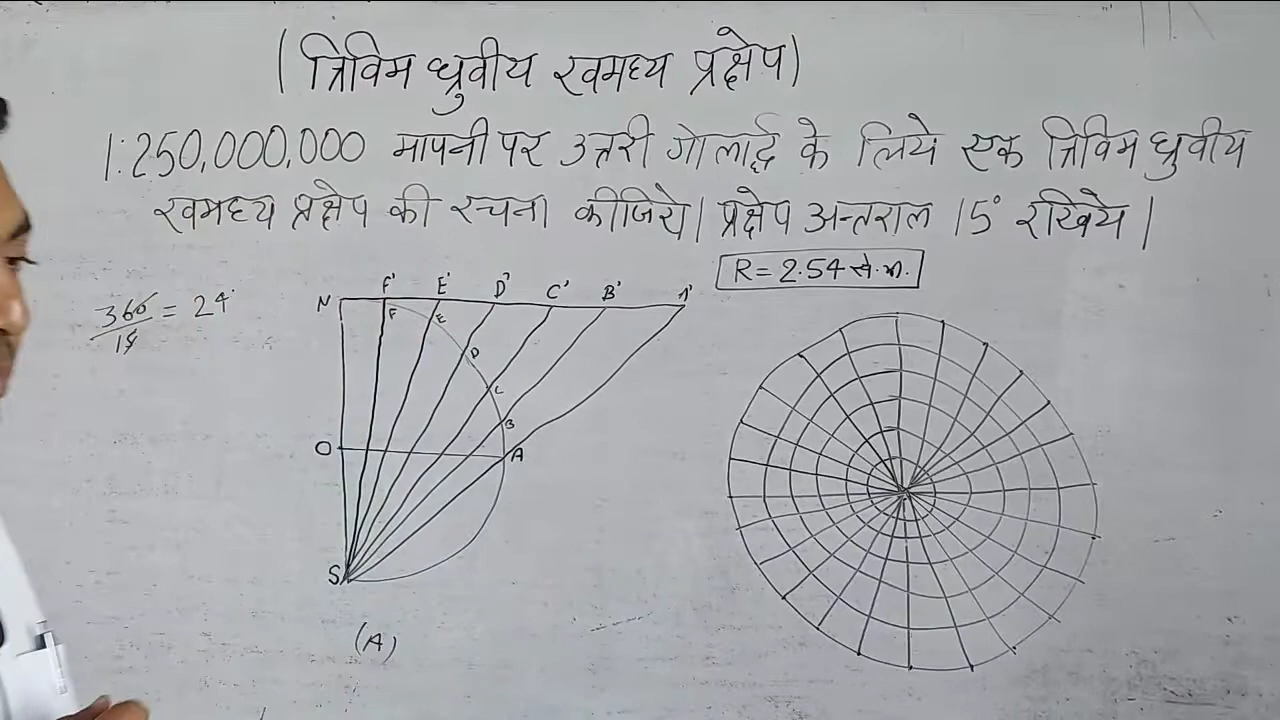 (त्रिविम ध्रुवीय खमध्य प्रक्षेप)
1:250,000,000 मापनी पर उत्तरी गोलार्द्ध के लिये एक त्रिविम ध्रुवीय
खमध्य प्रक्षेप की रचना कीजिये। प्रक्षेप अन्तराल 15° रखिये।
R = 2.54 से.मी.
360/15 = 24
N F' E' D' C' B' A'
F E
D
C
B
O A
S
(A)